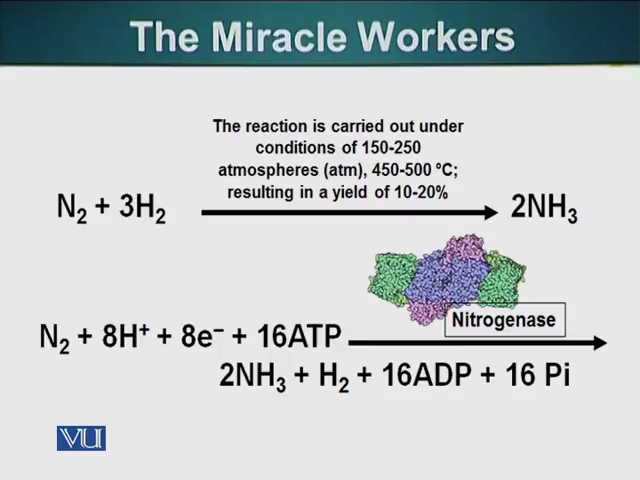 The Miracle Workers
The reaction is carried out under
conditions of 150-250
atmospheres (atm), 450-500 ºC;
resulting in a yield of 10-20%
N₂ + 3H₂ 2NH₃
Nitrogenase
N₂ + 8H⁺ + 8e⁻ + 16ATP
2NH₃ + H₂ + 16ADP + 16 Pi
VU